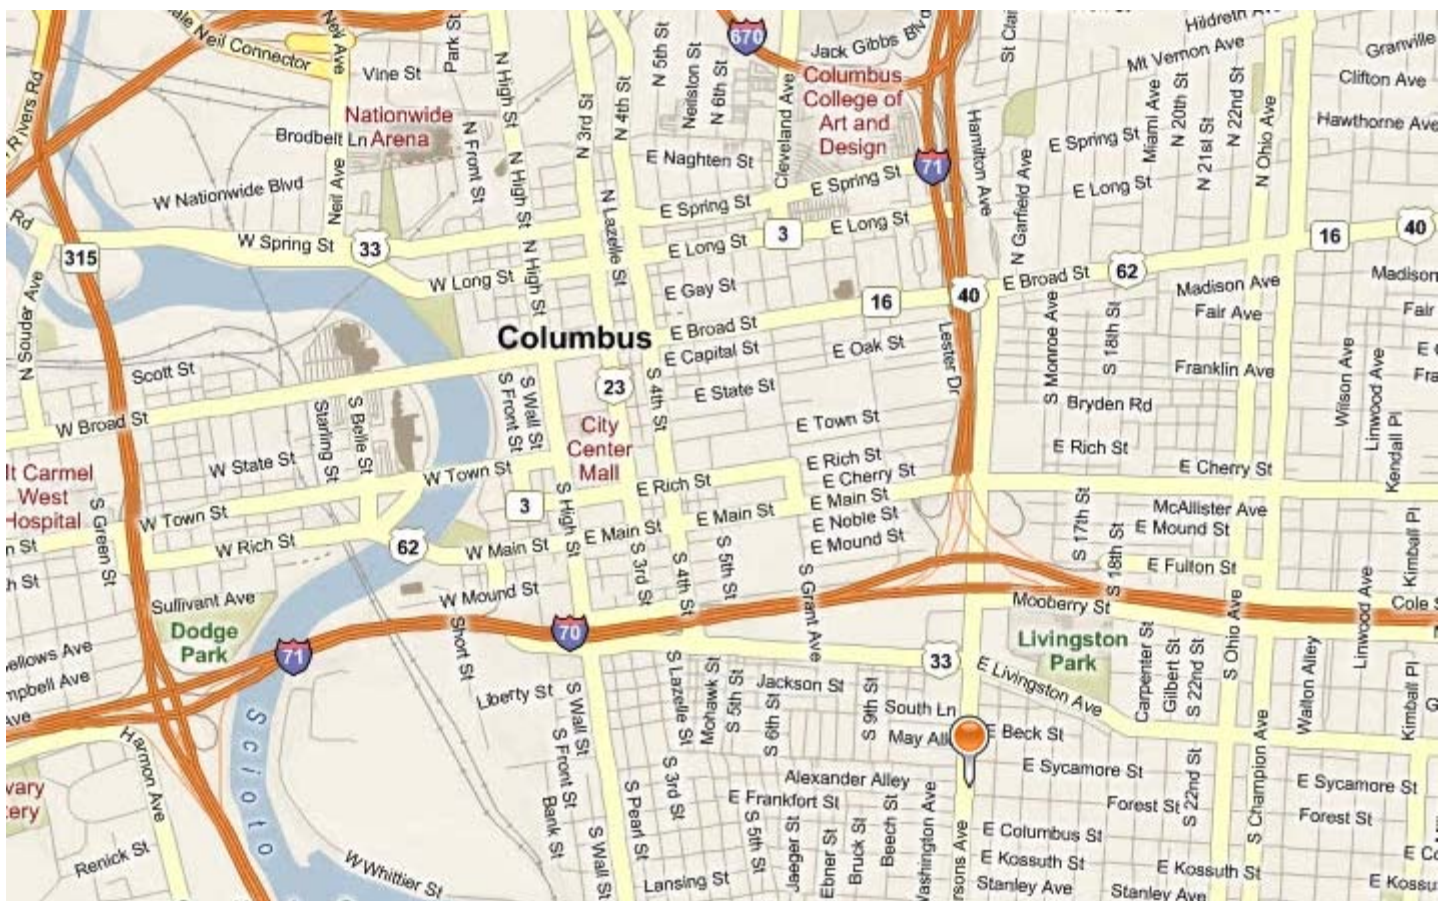 Neil Connector
Neil Ave
Park St
N High St
N 5th St
Neilston St
N 6th St
670
Jack Gibbs Blvd
Hildreth Ave
Mt Vernon Ave
Granville
Clifton Ave
Hawthorne Ave
Vine St
Nationwide
Arena
Brodbelt Ln
N Front St
N High St
N 3rd St
N 4th St
Cleveland Ave
Columbus
College of
Art and
Design
71
Hamilton Ave
N Garfield Ave
E Spring St
Miami Ave
N 20th St
N 21st St
N 22nd St
N Ohio Ave
E Long St
E Naghten St
E Spring St
W Nationwide Blvd
Neil Ave
Rd
315
W Spring St
33
N High St
N Lazelle St
E Spring St
E Long St
3
E Long St
16
40
W Long St
E Gay St
16
40
E Broad St
62
Madison Ave
Madison
Fair Ave
Fair
N Souder Ave
Columbus
E Broad St
E Capital St
E Oak St
Lester Dr
S Monroe Ave
S 18th St
Franklin Ave
Wilson Ave
Linwood Ave
Kendall Pl
Scott St
23
E State St
Bryden Rd
W Broad St
Starling St
S Belle St
S Front St
S Wall St
City
Center
Mall
S 4th St
E Town St
E Rich St
W State St
W Town St
E Rich St
E Cherry St
E Cherry St
t Carmel
West
Hospital
S Green St
W Town St
3
S High St
E Rich St
E Main St
E Main St
E Main St
E Noble St
E Mound St
S 17th St
S 18th St
McAllister Ave
E Mound St
E Fulton St
Kimball Pl
n St
W Rich St
62
W Main St
S 3rd St
S 4th St
S 5th St
S Grant Ave
h St
Sullivant Ave
W Mound St
Mooberry St
Cole S
Dodge
Park
71
Short St
70
33
Livingston
Park
E Livingston Ave
S Ohio Ave
Linwood Ave
ellows Ave
mpbell Ave
Ave
Liberty St
S Wall St
S Front St
S Lazelle St
Mohawk St
S 5th St
Jackson St
S 6th St
S 9th St
South Ln
May All
E Beck St
Carpenter St
Gilbert St
S 22nd St
Walton Alley
Kimball Pl
Scioto
Harmon Ave
vary
ery
S 3rd St
Alexander Alley
E Sycamore St
E Sycamore St
Bank St
S Pearl St
E Frankfort St
Forest St
S 22nd St
S Champion Ave
Forest St
S Wall St
S 5th St
Jaeger St
Ebner St
Bruck St
Beech St
Washington Ave
rsons Ave
E Columbus St
E Kossuth St
E Kossuth St
E Kossu
Renick St
W Whittier St
Lansing St
Stanley Ave
Stanley Ave